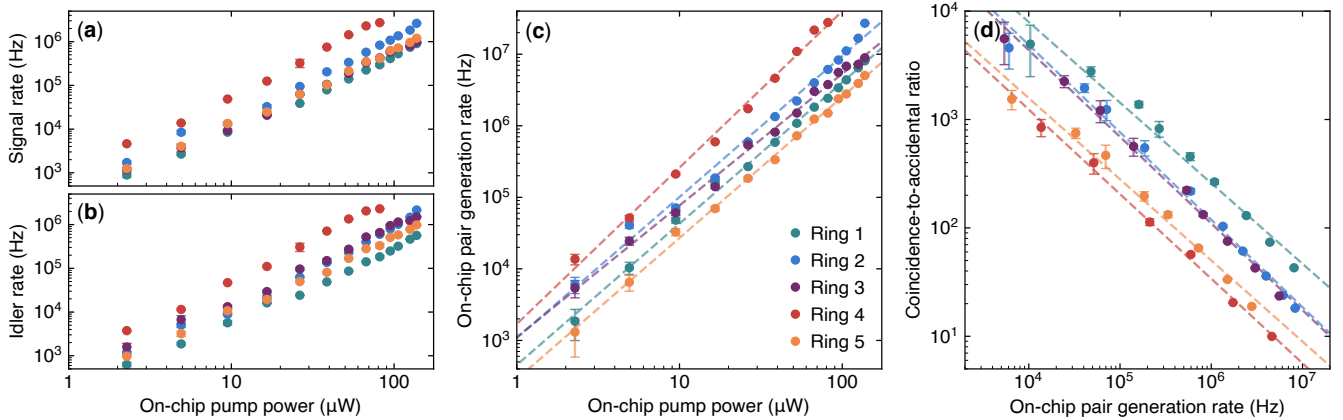 (a)
Signal rate (Hz)
10^6
10^5
10^4
10^3
(b)
Idler rate (Hz)
10^6
10^5
10^4
10^3
1
10
100
On-chip pump power (μW)
(c)
On-chip pair generation rate (Hz)
10^7
10^6
10^5
10^4
10^3
Ring 1
Ring 2
Ring 3
Ring 4
Ring 5
1
10
100
On-chip pump power (μW)
(d)
Coincidence-to-accidental ratio
10^4
10^3
10^2
10^1
10^4
10^5
10^6
10^7
On-chip pair generation rate (Hz)